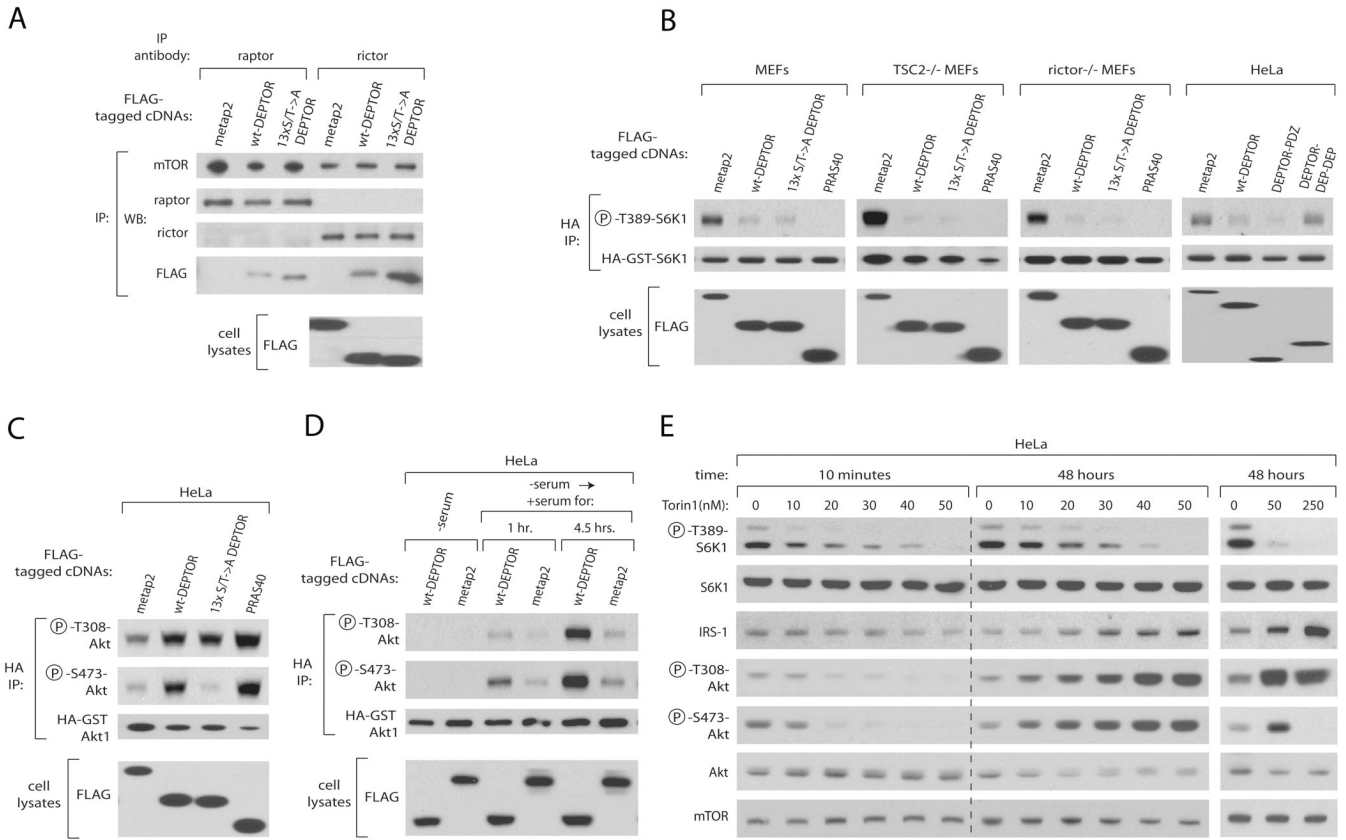 A
IP
antibody:
raptor
rictor
FLAG-
tagged cDNAs:
metap2
wt-DEPTOR
13xS/T->A
DEPTOR
metap2
wt-DEPTOR
13xS/T->A
DEPTOR
IP:
WB:
mTOR
raptor
rictor
FLAG
cell
lysates
FLAG
B
MEFs
TSC2-/- MEFs
rictor-/- MEFs
HeLa
FLAG-
tagged cDNAs:
metap2
wt-DEPTOR
13x S/T->A DEPTOR
PRAS40
metap2
wt-DEPTOR
13x S/T->A DEPTOR
PRAS40
metap2
wt-DEPTOR
13x S/T->A DEPTOR
PRAS40
metap2
wt-DEPTOR
DEPTOR-PDZ
DEPTOR-
DEP-DEP
HA
IP:
Ⓟ-T389-S6K1
HA-GST-S6K1
cell
lysates
FLAG
C
HeLa
FLAG-
tagged cDNAs:
metap2
wt-DEPTOR
13x S/T->A DEPTOR
PRAS40
HA
IP:
Ⓟ-T308-
Akt
Ⓟ-S473-
Akt
HA-GST
Akt1
cell
lysates
FLAG
D
HeLa
-serum
-serum →
+serum for:
1 hr.
4.5 hrs.
FLAG-
tagged cDNAs:
wt-DEPTOR
metap2
wt-DEPTOR
metap2
wt-DEPTOR
metap2
HA
IP:
Ⓟ-T308-
Akt
Ⓟ-S473-
Akt
HA-GST
Akt1
cell
lysates
FLAG
E
HeLa
time:
10 minutes
48 hours
48 hours
Torin1(nM):
0 10 20 30 40 50 0 10 20 30 40 50 0 50 250
Ⓟ-T389-
S6K1
S6K1
IRS-1
Ⓟ-T308-
Akt
Ⓟ-S473-
Akt
Akt
mTOR